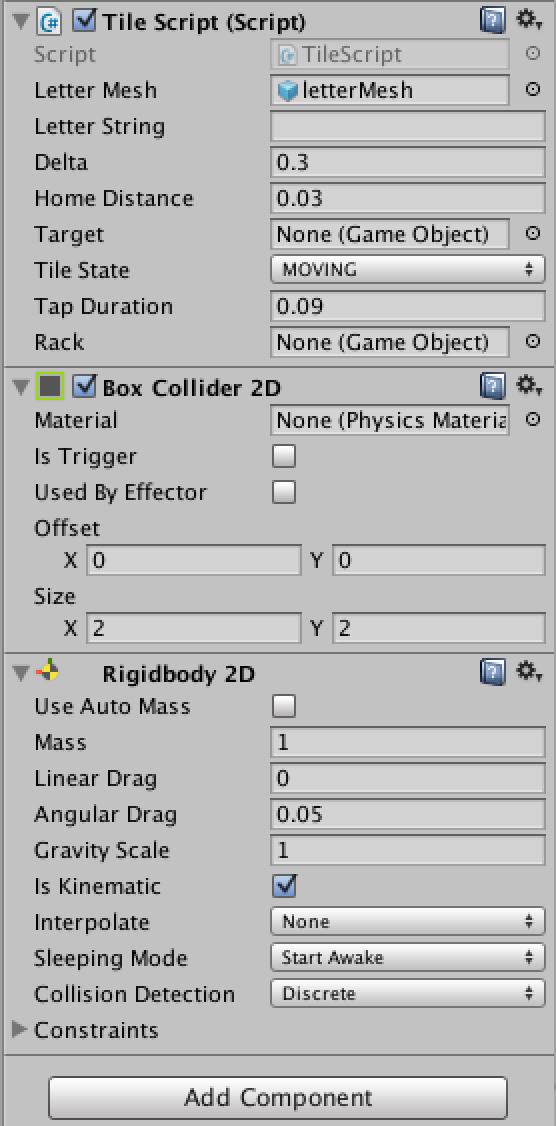 Tile Script (Script)
Script TileScript
Letter Mesh letterMesh
Letter String
Delta 0.3
Home Distance 0.03
Target None (Game Object)
Tile State MOVING
Tap Duration 0.09
Rack None (Game Object)
Box Collider 2D
Material None (Physics Materia
Is Trigger
Used By Effector
Offset
X 0 Y 0
Size
X 2 Y 2
Rigidbody 2D
Use Auto Mass
Mass 1
Linear Drag 0
Angular Drag 0.05
Gravity Scale 1
Is Kinematic
Interpolate None
Sleeping Mode Start Awake
Collision Detection Discrete
Constraints
Add Component